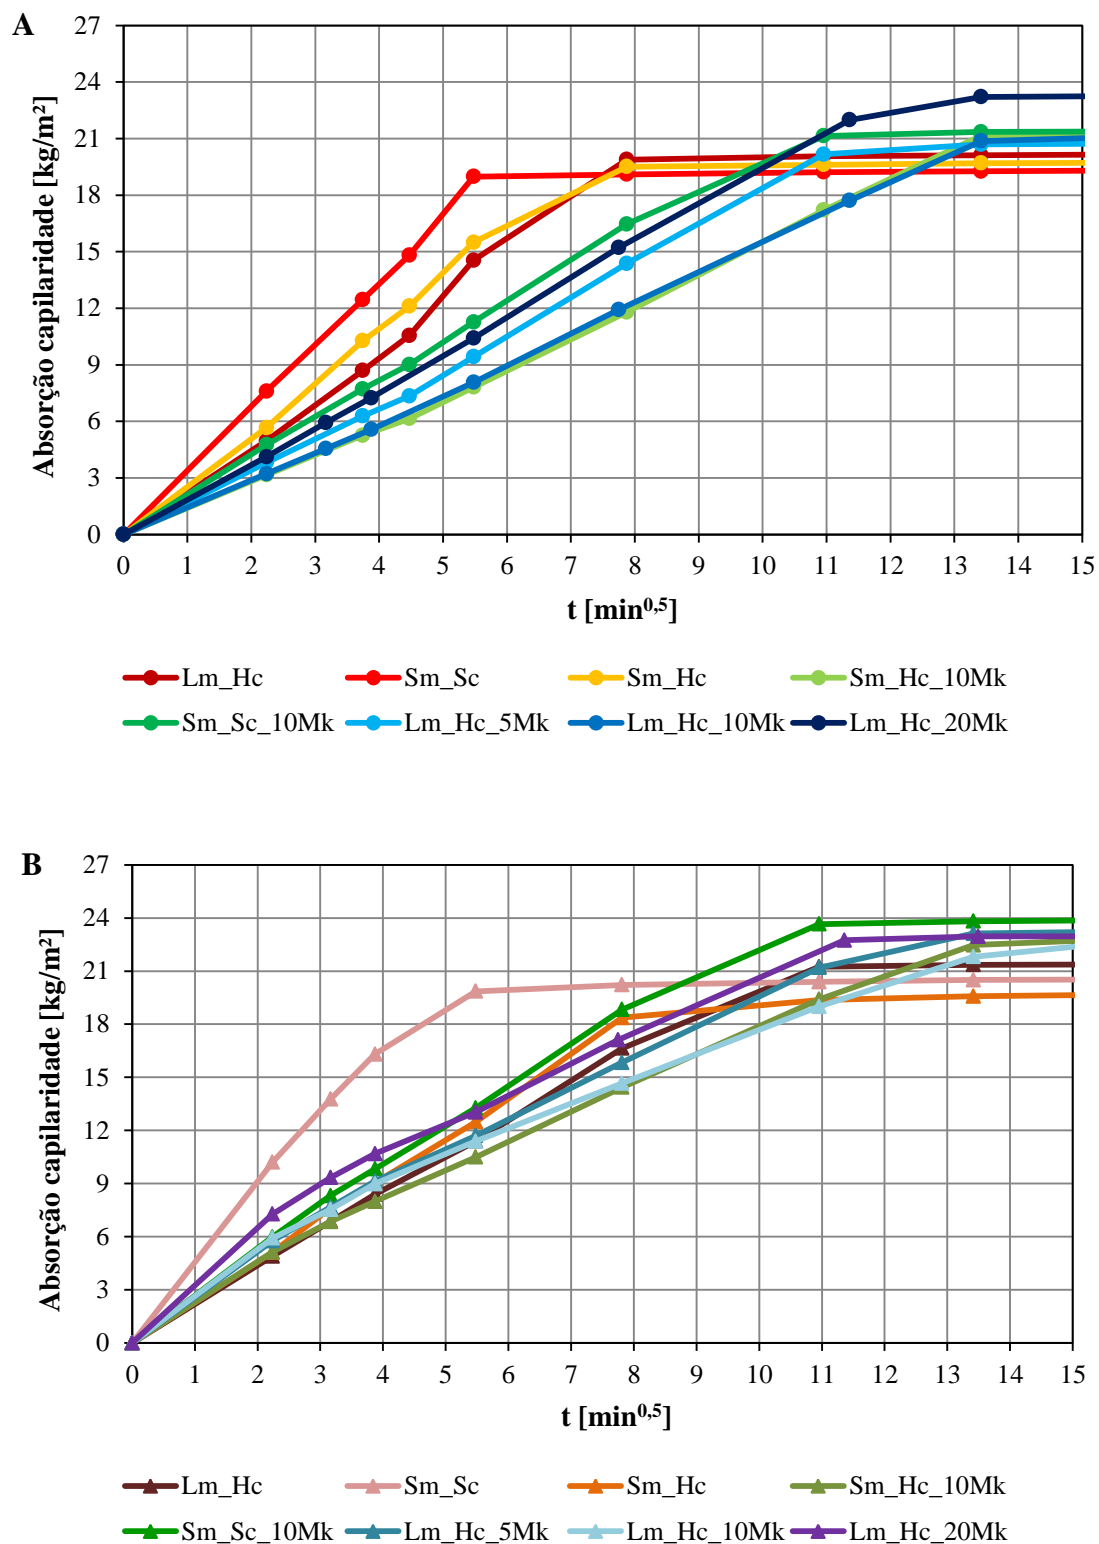 A
27
24
21
18
15
12
9
6
3
0
Absorção capilaridade [kg/m²]
0 1 2 3 4 5 6 7 8 9 10 11 12 13 14 15
t [min⁰,⁵]
Lm_Hc Sm_Sc Sm_Hc Sm_Hc_10Mk
Sm_Sc_10Mk Lm_Hc_5Mk Lm_Hc_10Mk Lm_Hc_20Mk
B
27
24
21
18
15
12
9
6
3
0
Absorção capilaridade [kg/m²]
0 1 2 3 4 5 6 7 8 9 10 11 12 13 14 15
t [min⁰,⁵]
Lm_Hc Sm_Sc Sm_Hc Sm_Hc_10Mk
Sm_Sc_10Mk Lm_Hc_5Mk Lm_Hc_10Mk Lm_Hc_20Mk